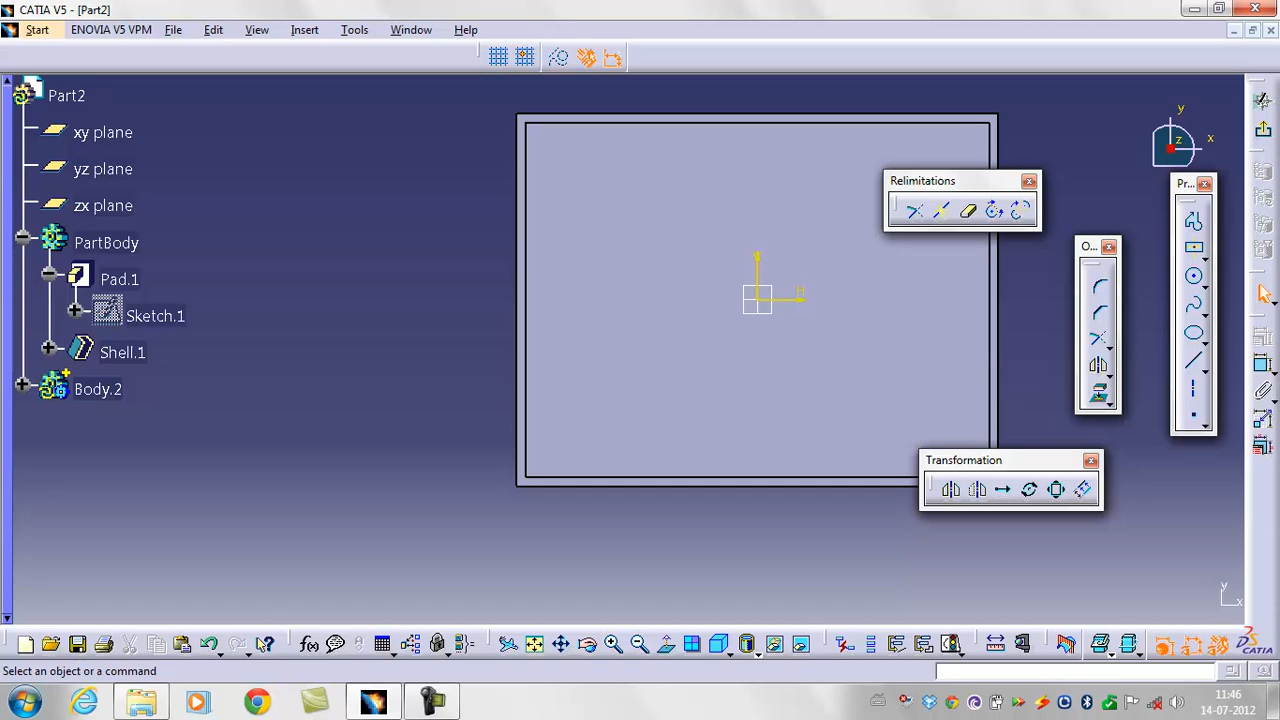 CATIA V5 - [Part2]
Start ENOVIA V5 VPM File Edit View Insert Tools Window Help
Part2
xy plane
yz plane
zx plane
PartBody
Pad.1
Sketch.1
Shell.1
Body.2
H
Relimitations
O...
Pr...
Transformation
y
x
z
y
x
f(x)
CATIA
Select an object or a command
11:46
14-07-2012